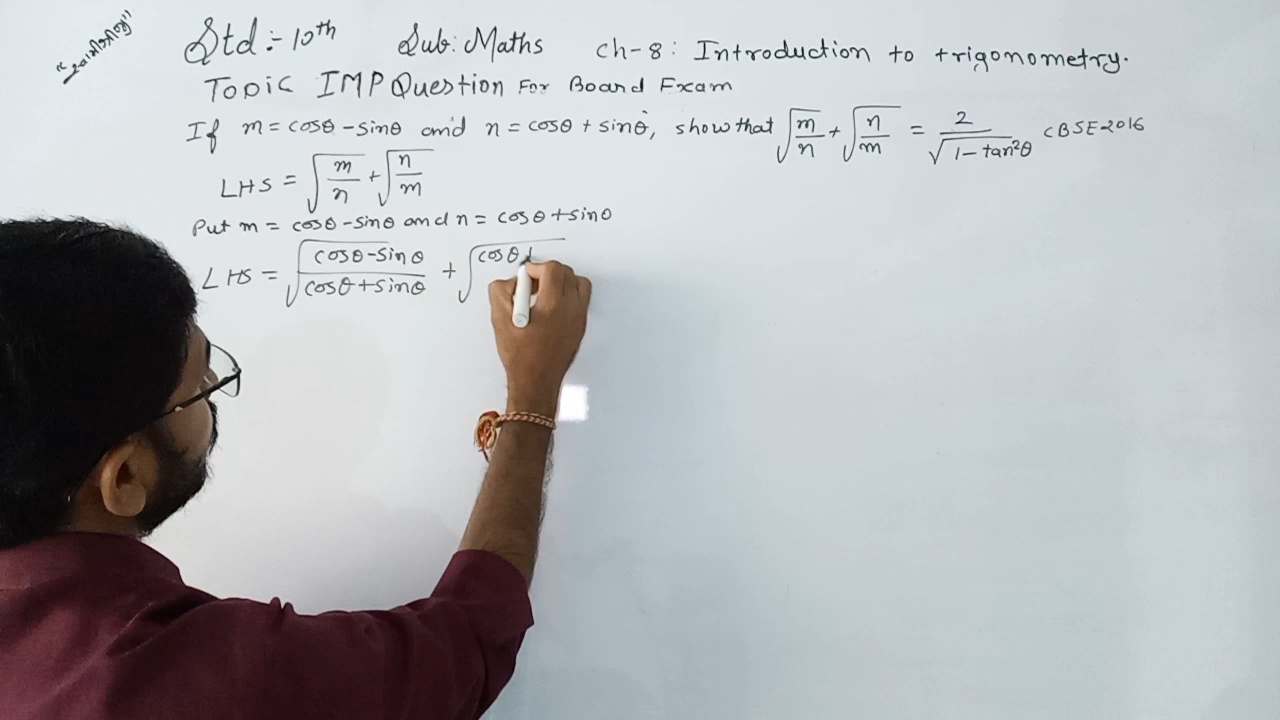 Std:- 10th Sub: Maths Ch-8: Introduction to trigonometry.
Topic IMP Question For Board Exam
If m = cosθ - sinθ and n = cosθ + sinθ, show that √(m/n) + √(n/m) = 2/√(1 - tan²θ) CBSE-2016
LHS = √(m/n) + √(n/m)
Put m = cosθ - sinθ and n = cosθ + sinθ
LHS = √((cosθ - sinθ)/(cosθ + sinθ)) + √(cosθ +